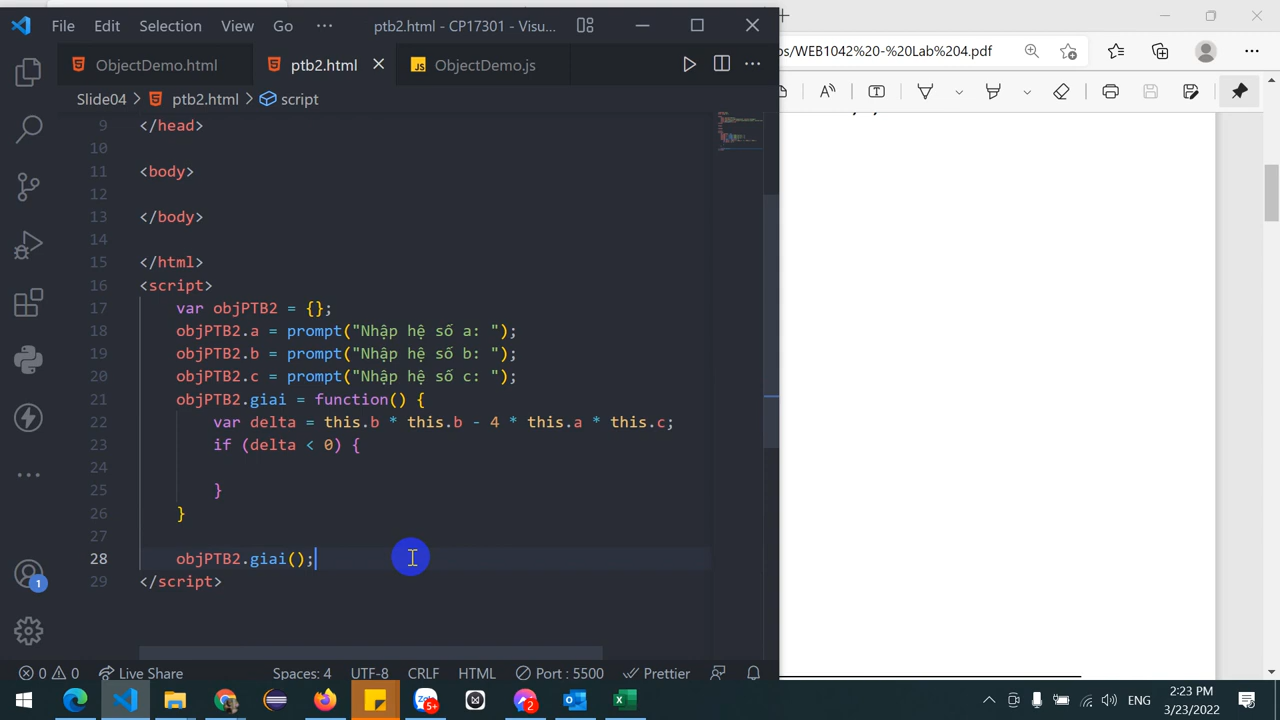 File Edit Selection View Go ··· ptb2.html - CP17301 - Visu...
os/WEB1042%20-%20Lab%204.pdf
ObjectDemo.html ptb2.html JS ObjectDemo.js
Slide04 > ptb2.html > script
9 </head>
10
11 <body>
12
13 </body>
14
15 </html>
16 <script>
17 var objPTB2 = {};
18 objPTB2.a = prompt("Nhập hệ số a: ");
19 objPTB2.b = prompt("Nhập hệ số b: ");
20 objPTB2.c = prompt("Nhập hệ số c: ");
21 objPTB2.giai = function() {
22 var delta = this.b * this.b - 4 * this.a * this.c;
23 if (delta < 0) {
24
25 }
26 }
27
28 objPTB2.giai();
29 </script>
1
0 0 Live Share Spaces: 4 UTF-8 CRLF HTML Port : 5500 Prettier
Zalo 5+ 2 ENG 2:23 PM
3/23/2022